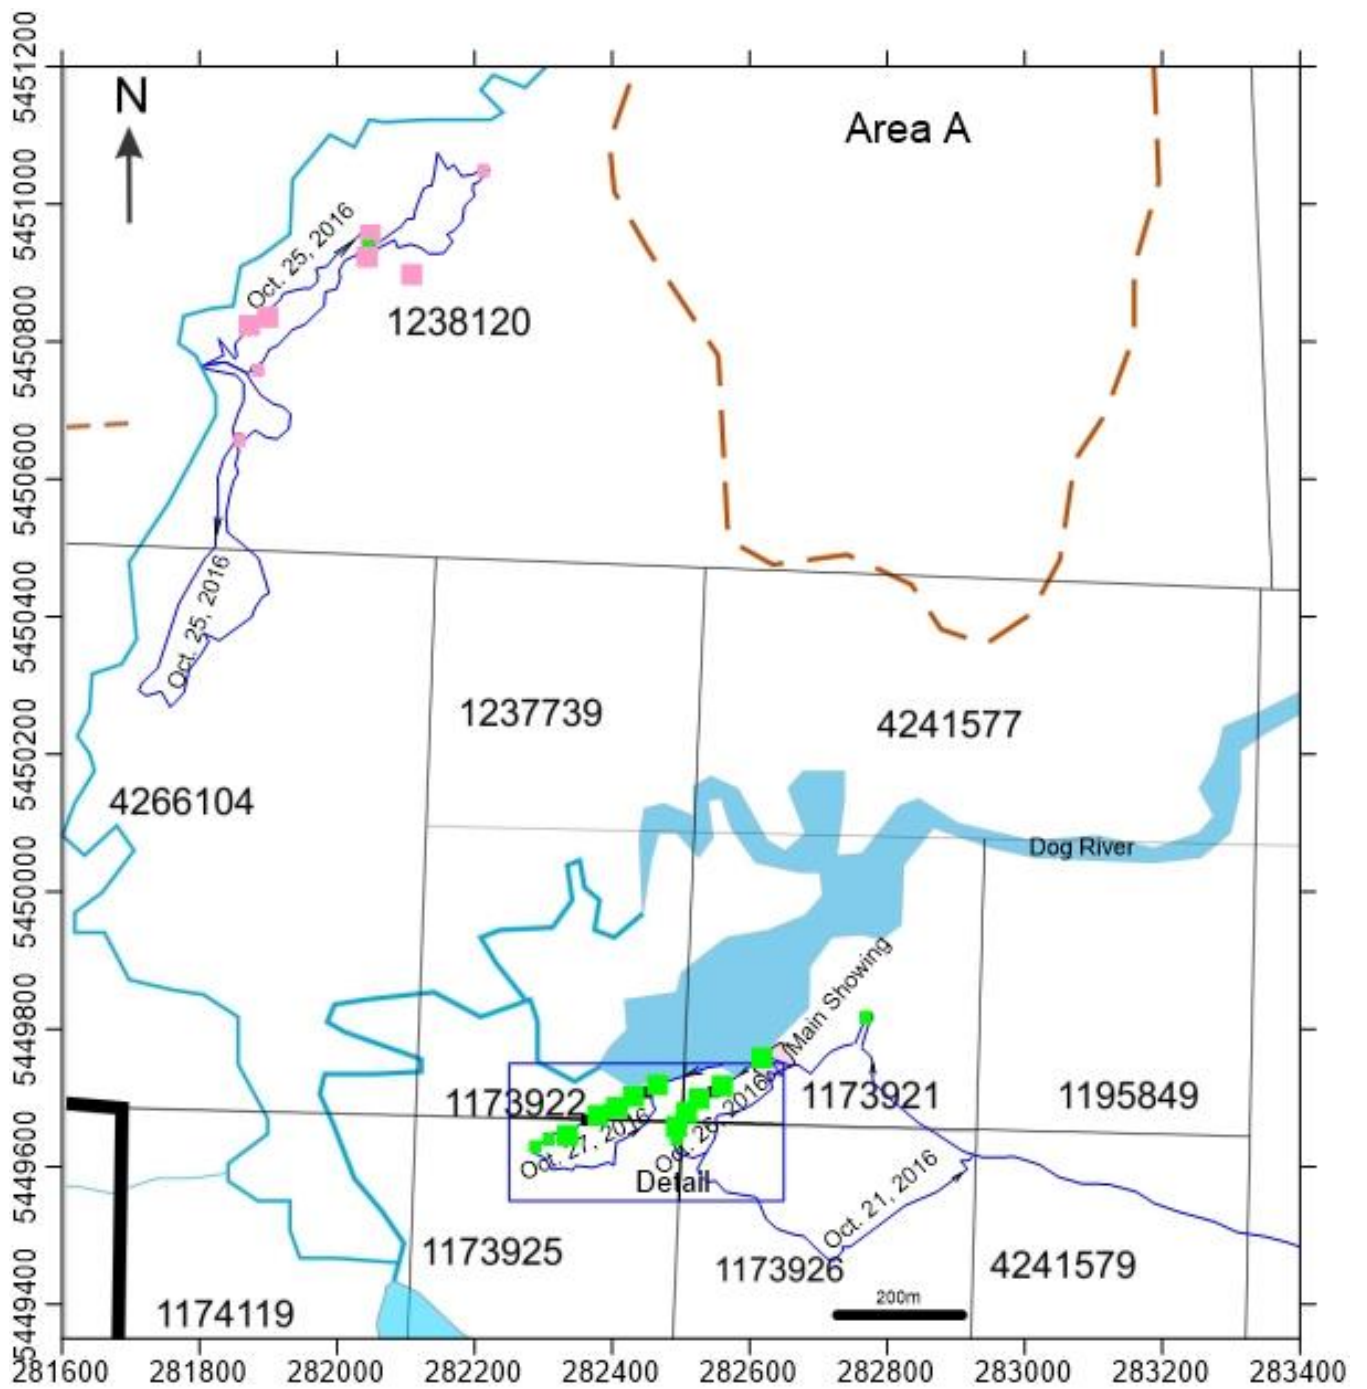 N
Area A
Oct. 25, 2016
1238120
Oct. 25, 2016
1237739
4241577
4266104
Dog River
Main Showing
1173922
1173921
1195849
Oct. 27, 2016
Oct. 26, 2016
Detail
Oct. 21, 2016
1173925
1173926
4241579
1174119
200m
5451200
5451000
5450800
5450600
5450400
5450200
5450000
5449800
5449600
5449400
281600 281800 282000 282200 282400 282600 282800 283000 283200 283400